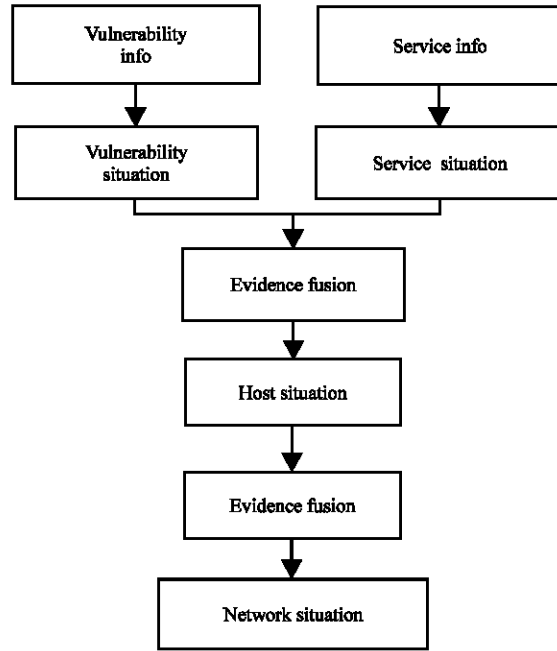 Vulnerability
info
Service info
Vulnerability
situation
Service situation
Evidence fusion
Host situation
Evidence fusion
Network situation